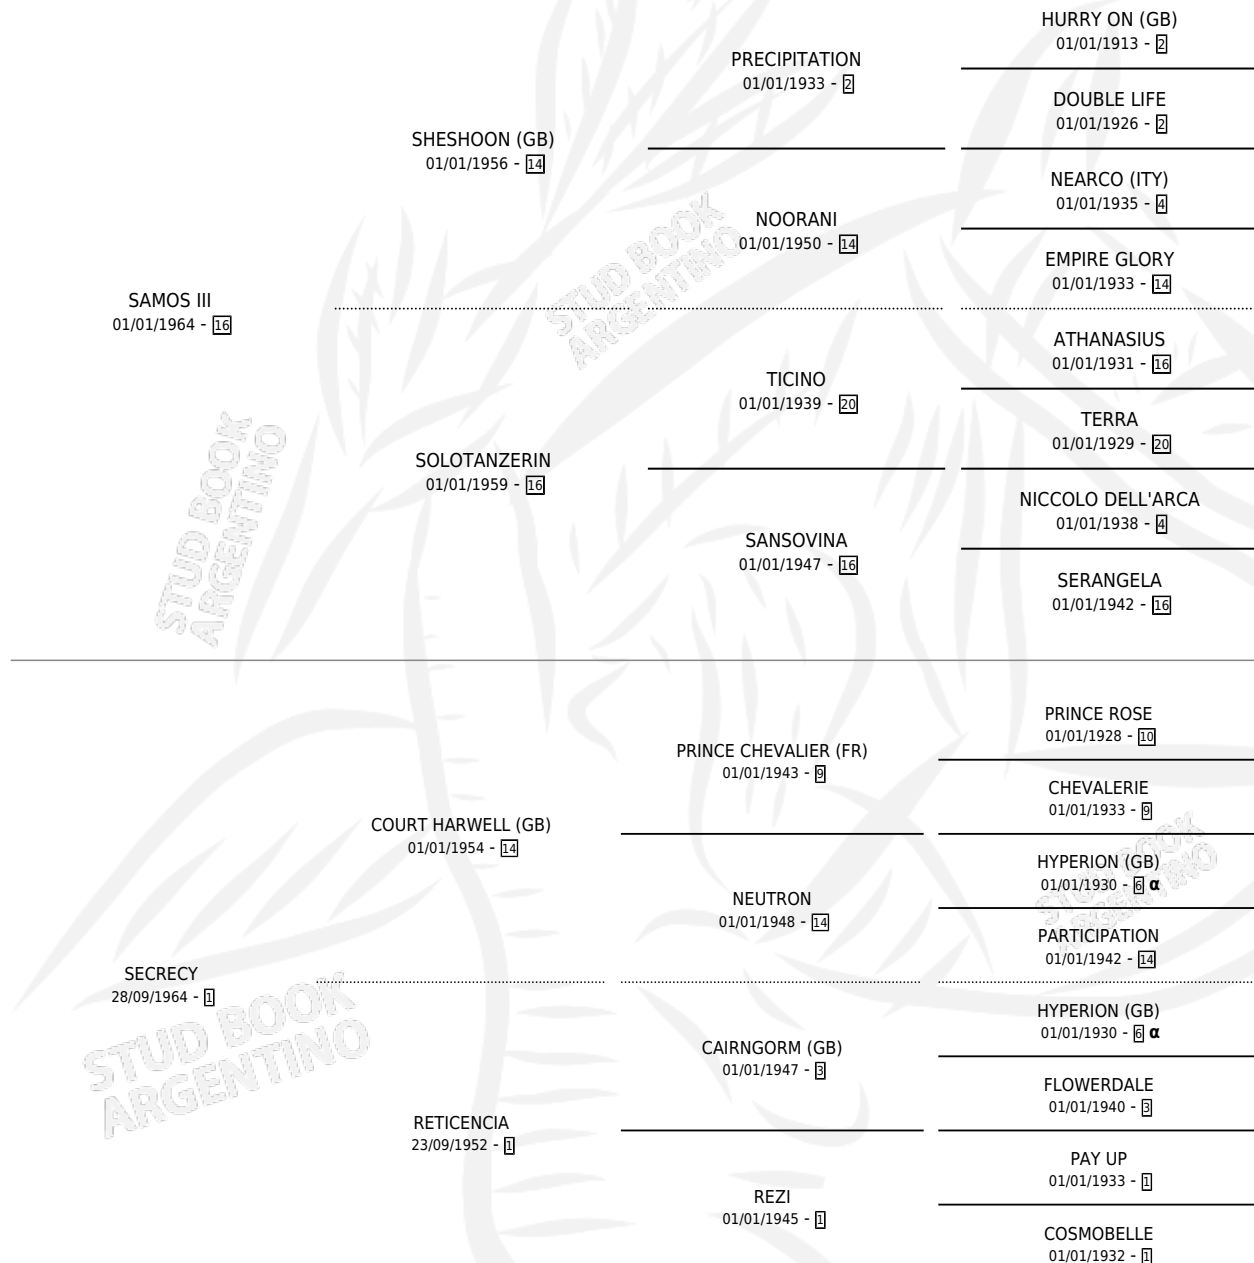 HURRY ON (GB)
01/01/1913 - 2
PRECIPITATION
01/01/1933 - 2
DOUBLE LIFE
01/01/1926 - 2
SHESHOON (GB)
01/01/1956 - 14
NEARCO (ITY)
01/01/1935 - 4
NOORANI
01/01/1950 - 14
EMPIRE GLORY
01/01/1933 - 14
SAMOS III
01/01/1964 - 16
ATHANASIUS
01/01/1931 - 16
TICINO
01/01/1939 - 20
TERRA
01/01/1929 - 20
SOLOTANZERIN
01/01/1959 - 16
NICCOLO DELL'ARCA
01/01/1938 - 4
SANSOVINA
01/01/1947 - 16
SERANGELA
01/01/1942 - 16
STUD BOOK
ARGENTINO
STUD BOOK
ARGENTINO
PRINCE ROSE
01/01/1928 - 10
PRINCE CHEVALIER (FR)
01/01/1943 - 9
CHEVALERIE
01/01/1933 - 9
COURT HARWELL (GB)
01/01/1954 - 14
HYPERION (GB)
01/01/1930 - 6 α
NEUTRON
01/01/1948 - 14
PARTICIPATION
01/01/1942 - 14
SECRECY
28/09/1964 - 1
HYPERION (GB)
01/01/1930 - 6 α
CAIRNGORM (GB)
01/01/1947 - 3
FLOWERDALE
01/01/1940 - 3
RETICENCIA
23/09/1952 - 1
PAY UP
01/01/1933 - 1
REZI
01/01/1945 - 1
COSMOBELLE
01/01/1932 - 1
STUD BOOK
ARGENTINO
STUD BOOK
ARGENTINO